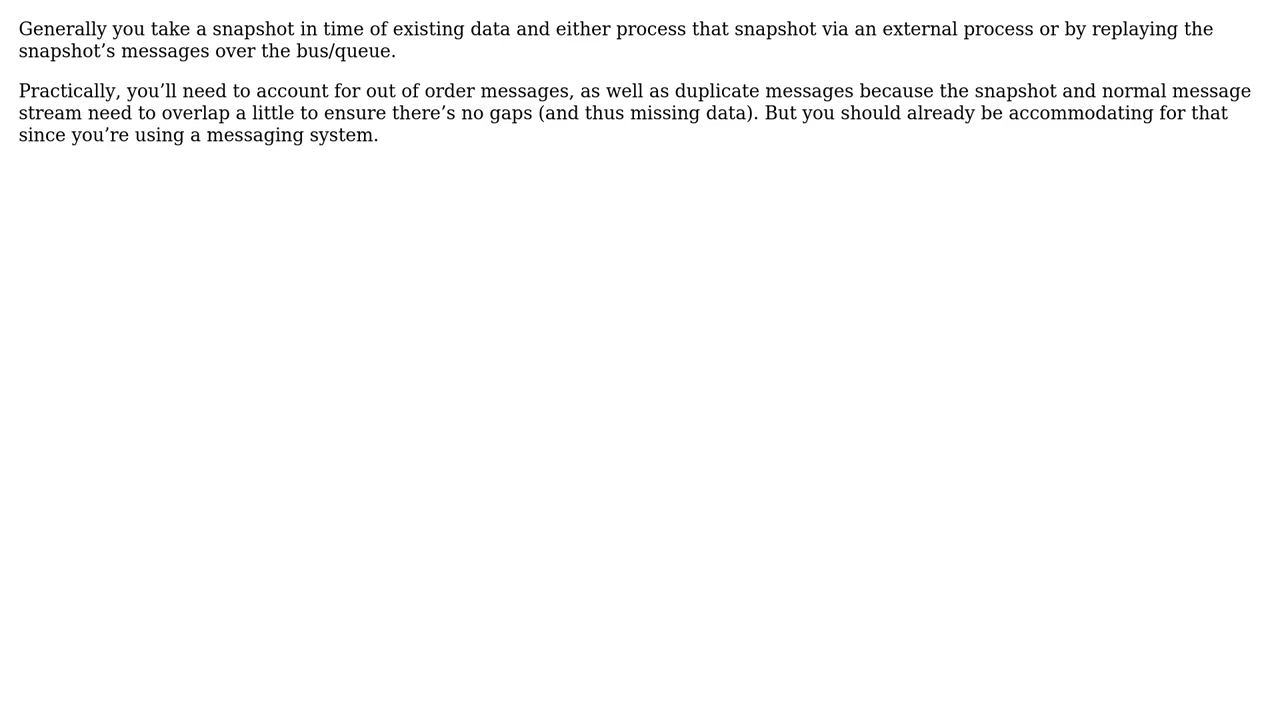 Generally you take a snapshot in time of existing data and either process that snapshot via an external process or by replaying the
snapshot’s messages over the bus/queue.
Practically, you’ll need to account for out of order messages, as well as duplicate messages because the snapshot and normal message
stream need to overlap a little to ensure there’s no gaps (and thus missing data). But you should already be accommodating for that
since you’re using a messaging system.